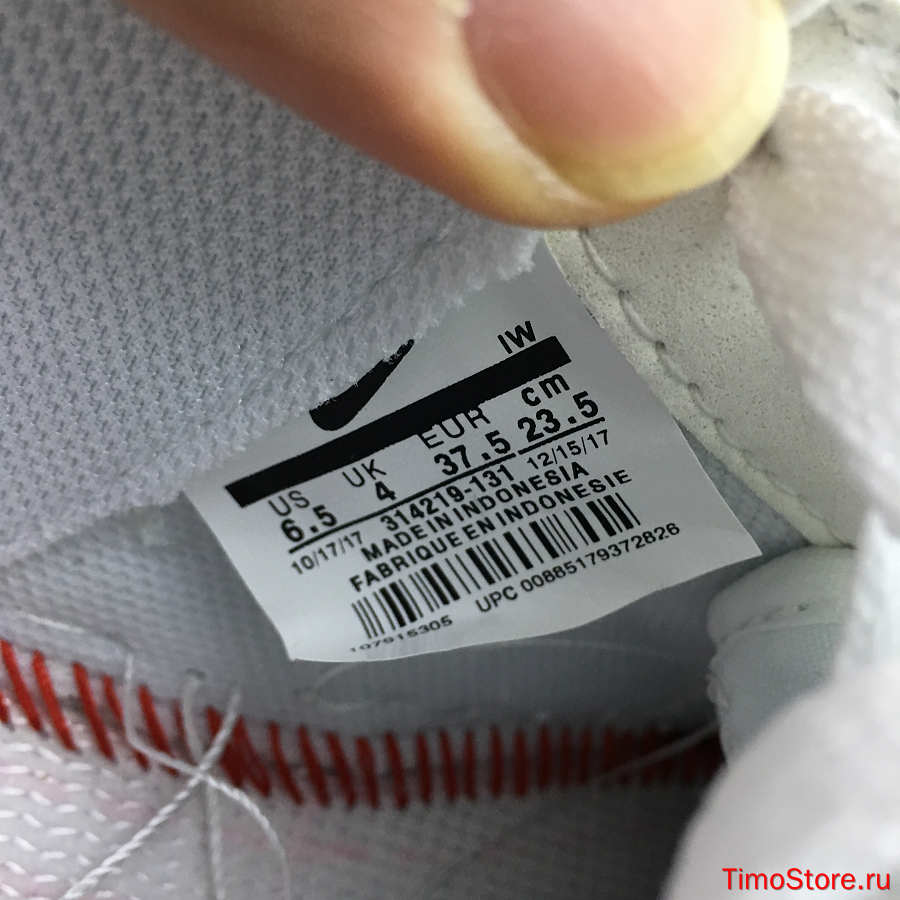 IW
US UK EUR cm
6.5 4 37.5 23.5
10/17/17 314219-131 12/15/17
MADE IN INDONESIA
FABRIQUE EN INDONESIE
107915305 UPC 00885179372826
TimoStore.ru